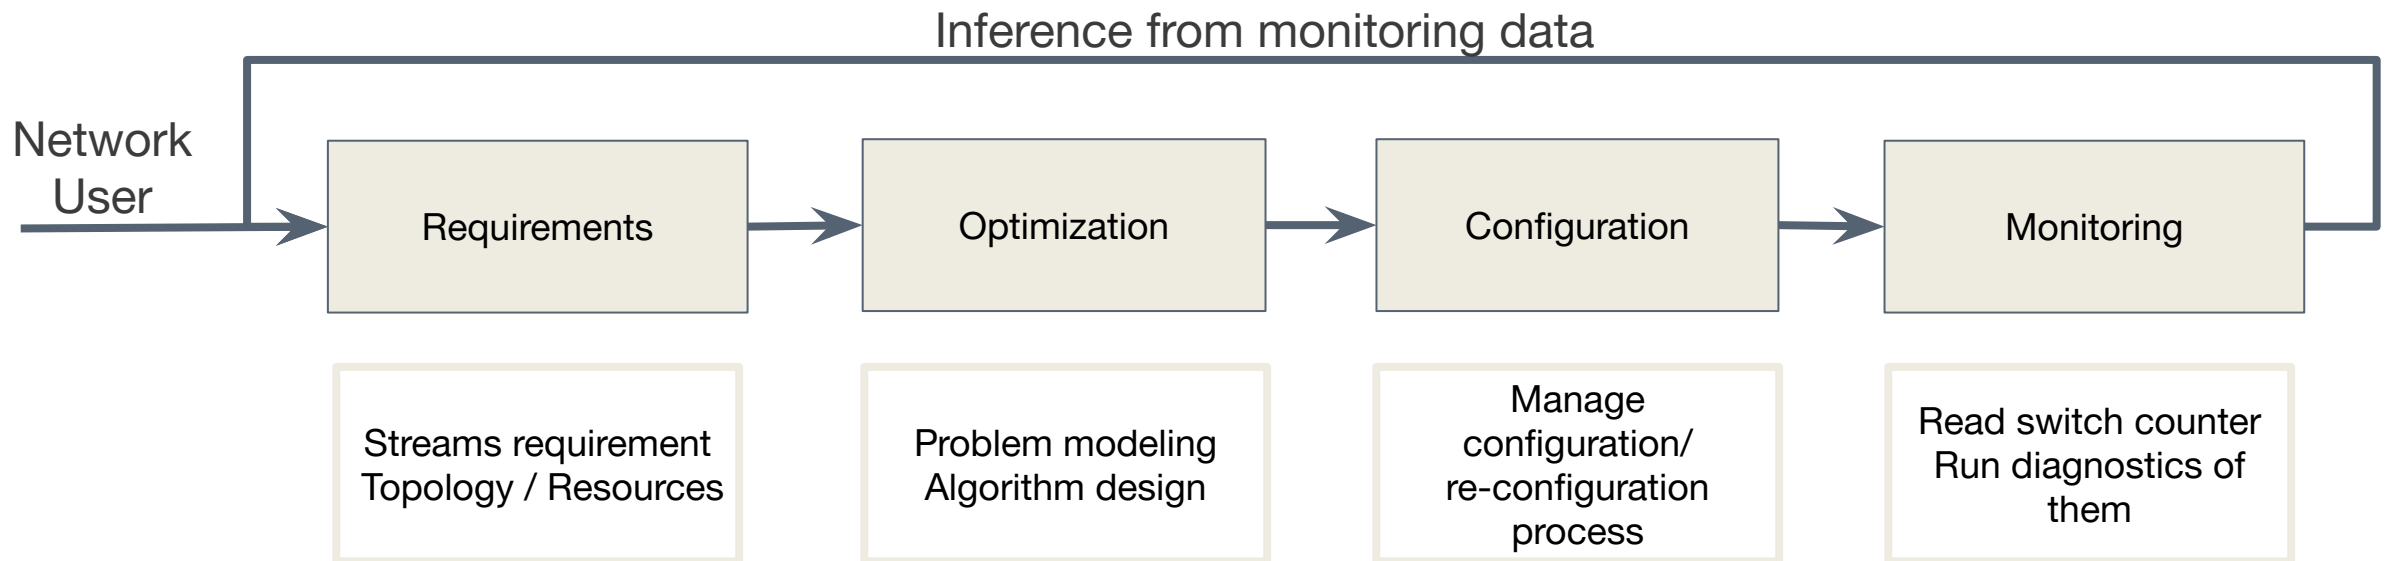 Inference from monitoring data
Network
User
Requirements
Optimization
Configuration
Monitoring
Streams requirement
Topology / Resources
Problem modeling
Algorithm design
Manage
configuration/
re-configuration
process
Read switch counter
Run diagnostics of
them